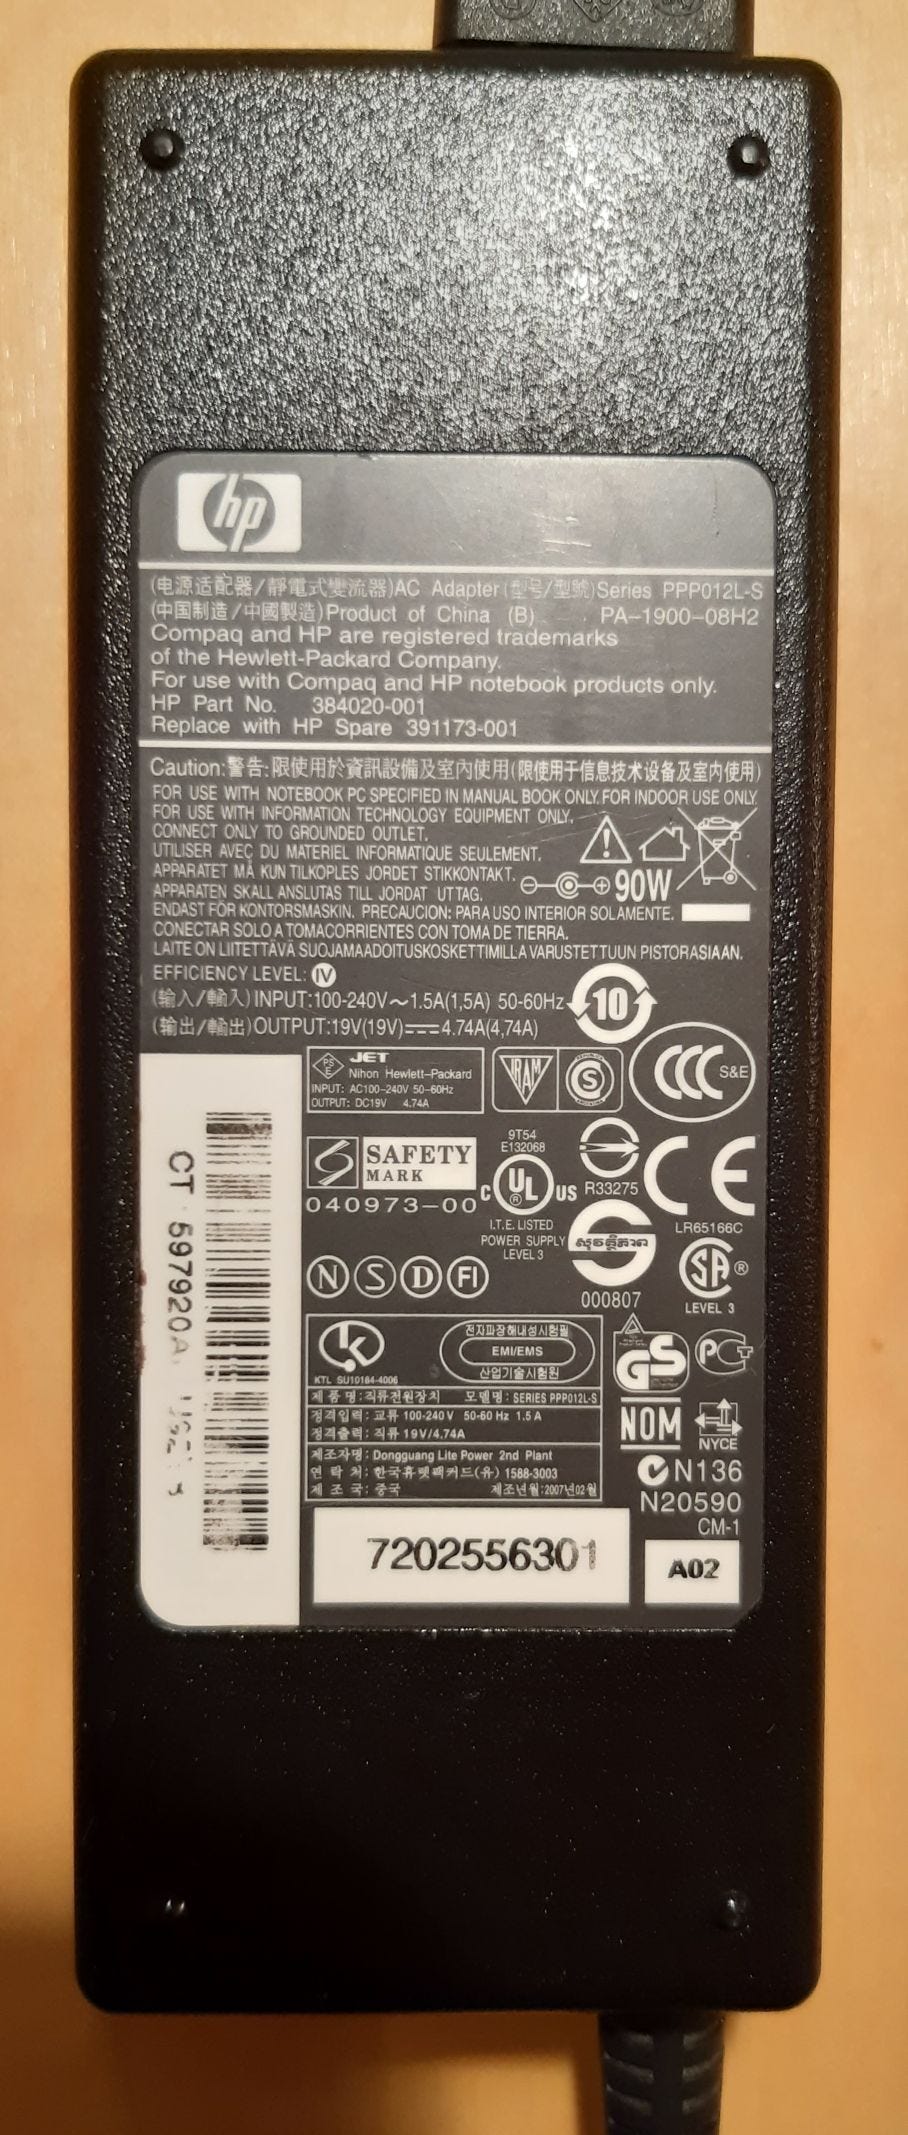 hp
(电源适配器/靜電式變流器)AC Adapter(型号/型號)Series PPP012L-S
(中国制造/中國製造)Product of China (B) PA-1900-08H2
Compaq and HP are registered trademarks
of the Hewlett-Packard Company.
For use with Compaq and HP notebook products only.
HP Part No. 384020-001
Replace with HP Spare 391173-001
Caution:警告:限使用於資訊設備及室內使用(限使用于信息技术设备及室内使用)
FOR USE WITH NOTEBOOK PC SPECIFIED IN MANUAL BOOK ONLY.FOR INDOOR USE ONLY.
FOR USE WITH INFORMATION TECHNOLOGY EQUIPMENT ONLY.
CONNECT ONLY TO GROUNDED OUTLET.
UTILISER AVEC DU MATERIEL INFORMATIQUE SEULEMENT.
APPARATET MÅ KUN TILKOPLES JORDET STIKKONTAKT.
90W
APPARATEN SKALL ANSLUTAS TILL JORDAT UTTAG.
ENDAST FÖR KONTORSMASKIN. PRECAUCION: PARA USO INTERIOR SOLAMENTE.
CONECTAR SOLO A TOMACORRIENTES CON TOMA DE TIERRA.
LAITE ON LIITETTÄVÄ SUOJAMAADOITUSKOSKETTIMILLA VARUSTETTUUN PISTORASIAAN.
EFFICIENCY LEVEL: IV
(输入/輸入)INPUT:100-240V～1.5A(1,5A) 50-60Hz
10
(输出/輸出)OUTPUT:19V(19V)⎓4.74A(4,74A)
PS E JET
Nihon Hewlett-Packard
INPUT: AC100-240V 50-60Hz
OUTPUT: DC19V 4.74A
IRAM S
CCC S&E
SAFETY
MARK
040973-00
9T54
E132068
C UL ® US
I.T.E. LISTED
POWER SUPPLY
LEVEL 3
R33275
CE
LR65166C
000807
SA ®
LEVEL 3
N S D FI
K
KTL SU10184-4006
전자파장해내성시험필
EMI/EMS
산업기술시험원
제 품 명:직류전원장치 모델명: SERIES PPP012L-S
정격입력: 교류 100-240 V 50-60 Hz 1.5 A
정격출력: 직류 19V/4.74A
제조자명: Dongguang Lite Power 2nd Plant
연 락 처: 한국휴렛팩커드(유) 1588-3003
제 조 국: 중국 제조년월:2007년02월
GS
PCT
NOM
NYCE
N136
N20590
CM-1
7202556301
A02
CT 597920A